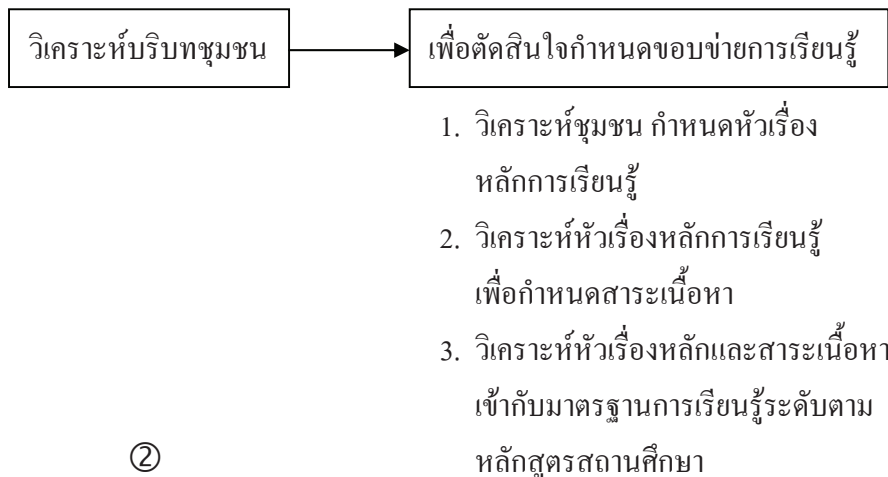 วิเคราะห์บริบทชุมชน
เพื่อตัดสินใจกำหนดขอบข่ายการเรียนรู้
1. วิเคราะห์ชุมชน กำหนดหัวเรื่อง
หลักการเรียนรู้
2. วิเคราะห์หัวเรื่องหลักการเรียนรู้
เพื่อกำหนดสาระเนื้อหา
3. วิเคราะห์หัวเรื่องหลักและสาระเนื้อหา
เข้ากับมาตรฐานการเรียนรู้ระดับตาม
หลักสูตรสถานศึกษา
②